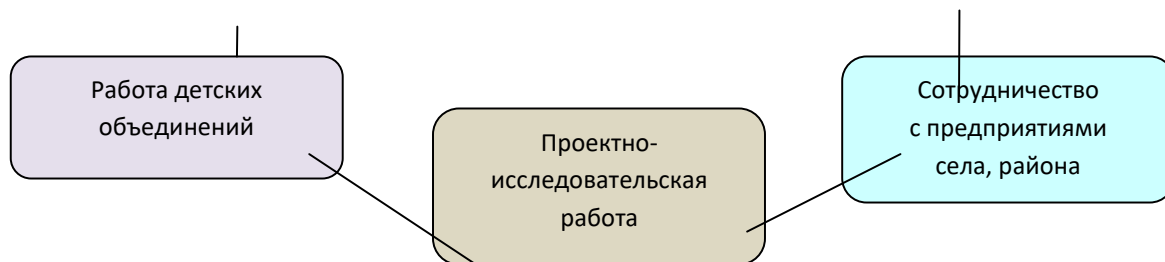 Работа детских
объединений
Проектно-
исследовательская
работа
Сотрудничество
с предприятиями
села, района